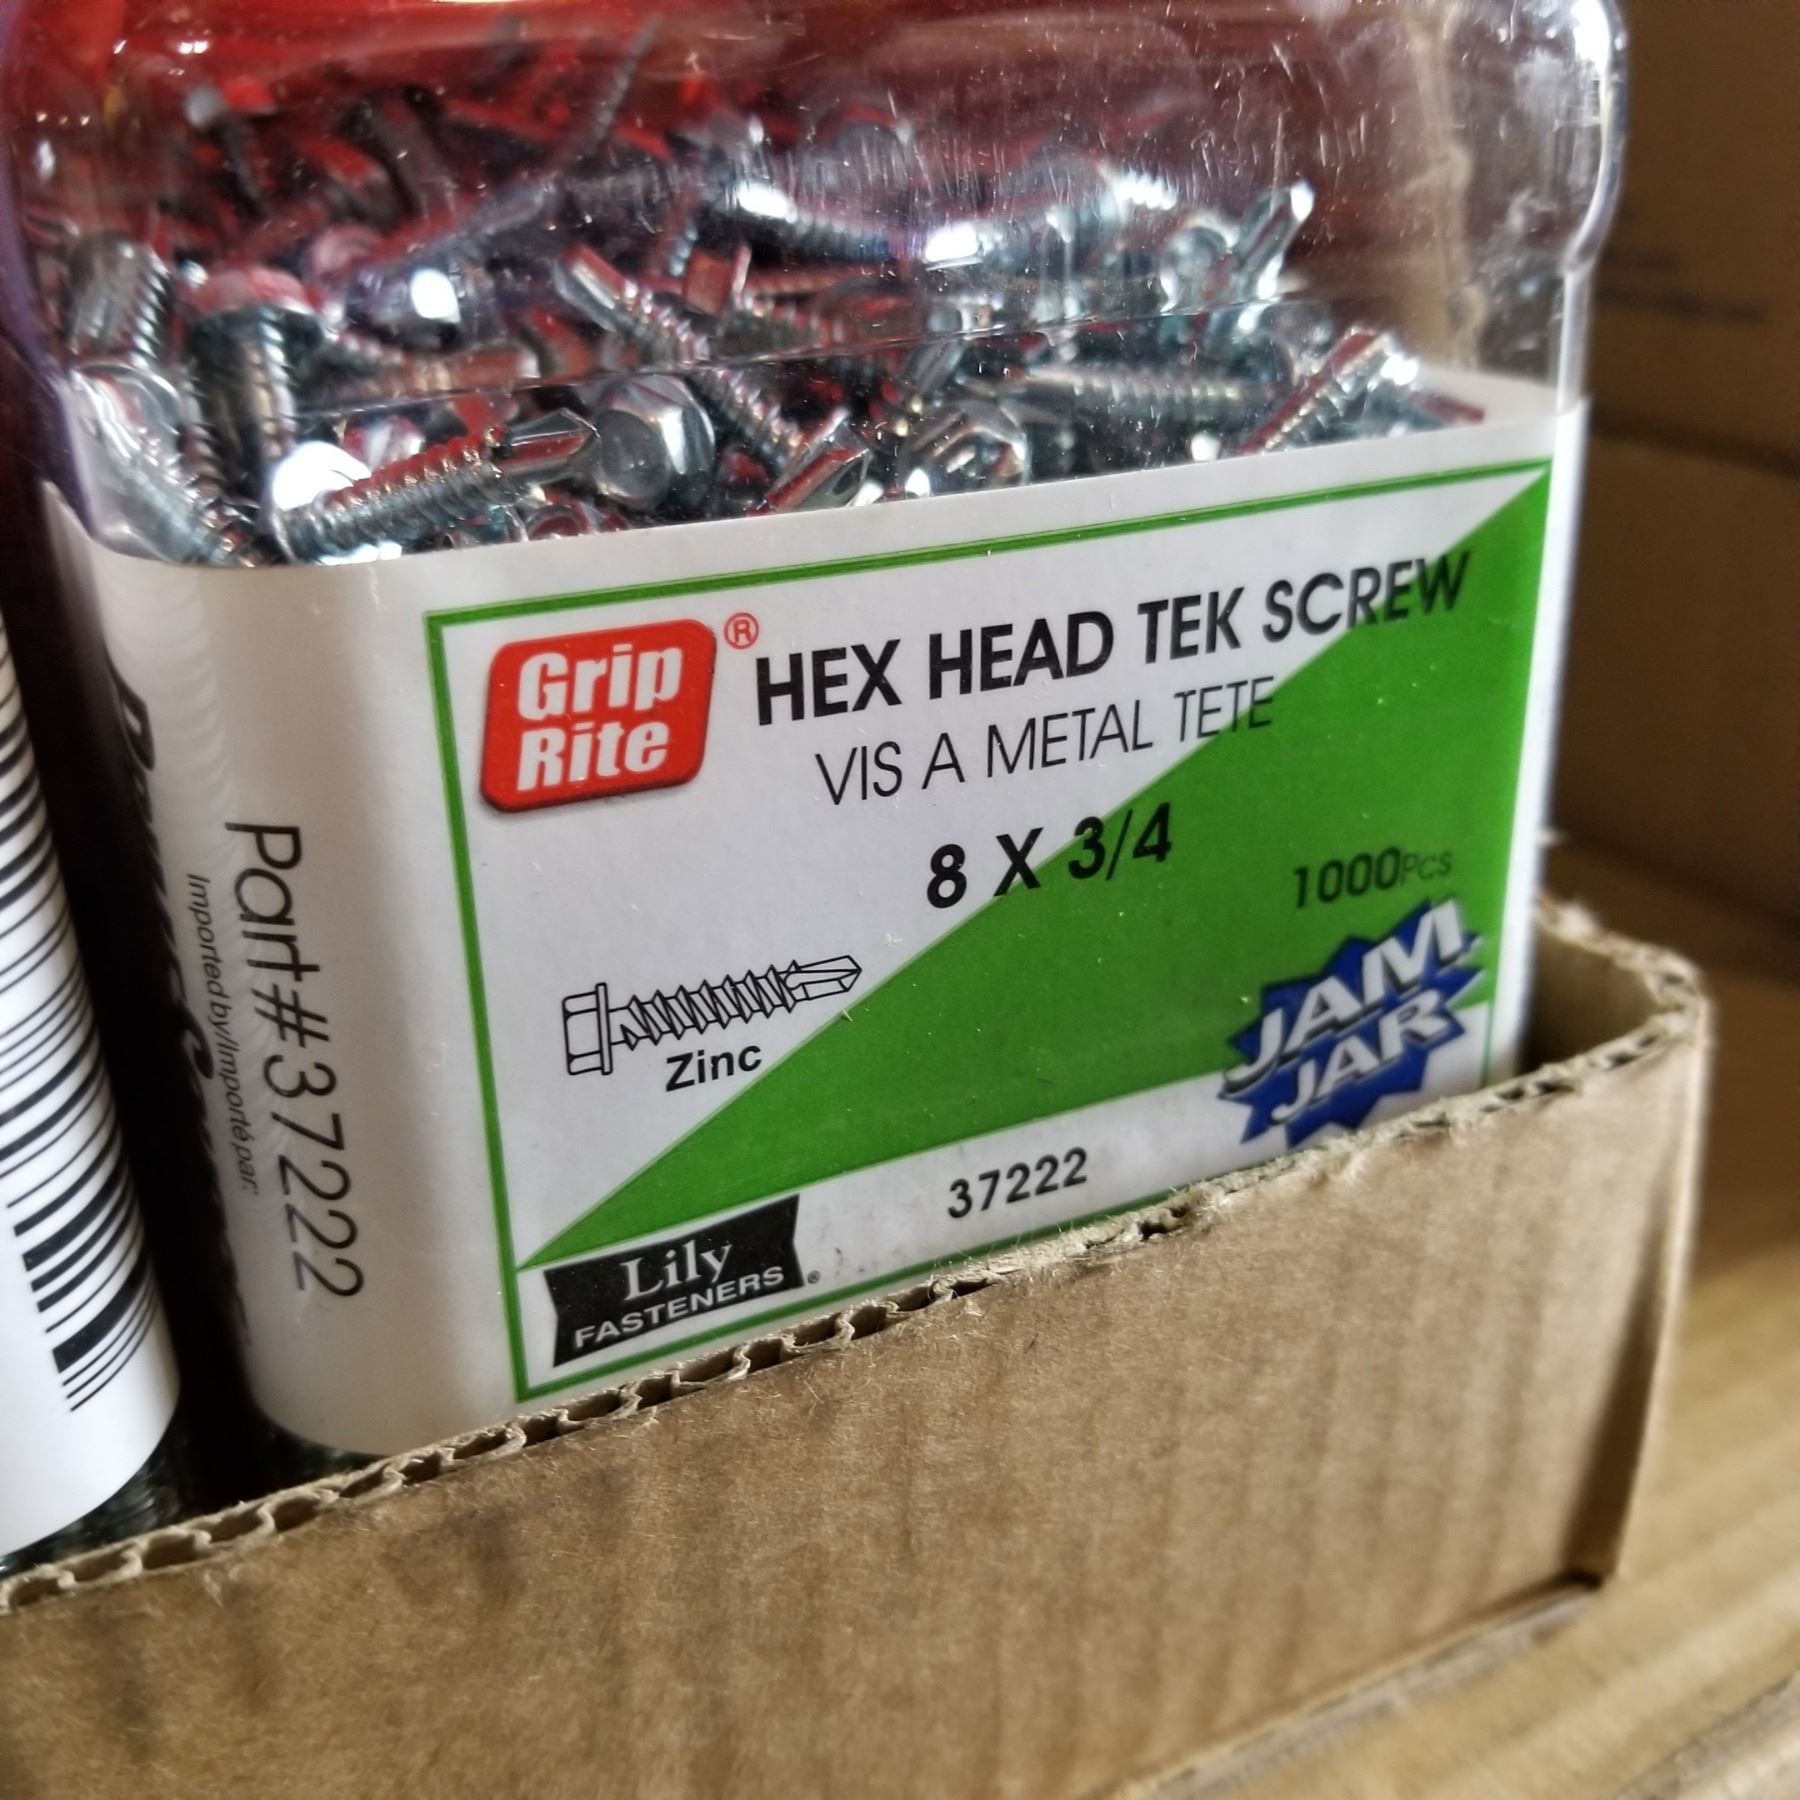 Grip
Rite
®
HEX HEAD TEK SCREW
VIS A METAL TETE
8 X 3/4
1000Pcs
Zinc
JAM
JAR
37222
Lily
FASTENERS
®
Part#37222
Imported by/Importé par: